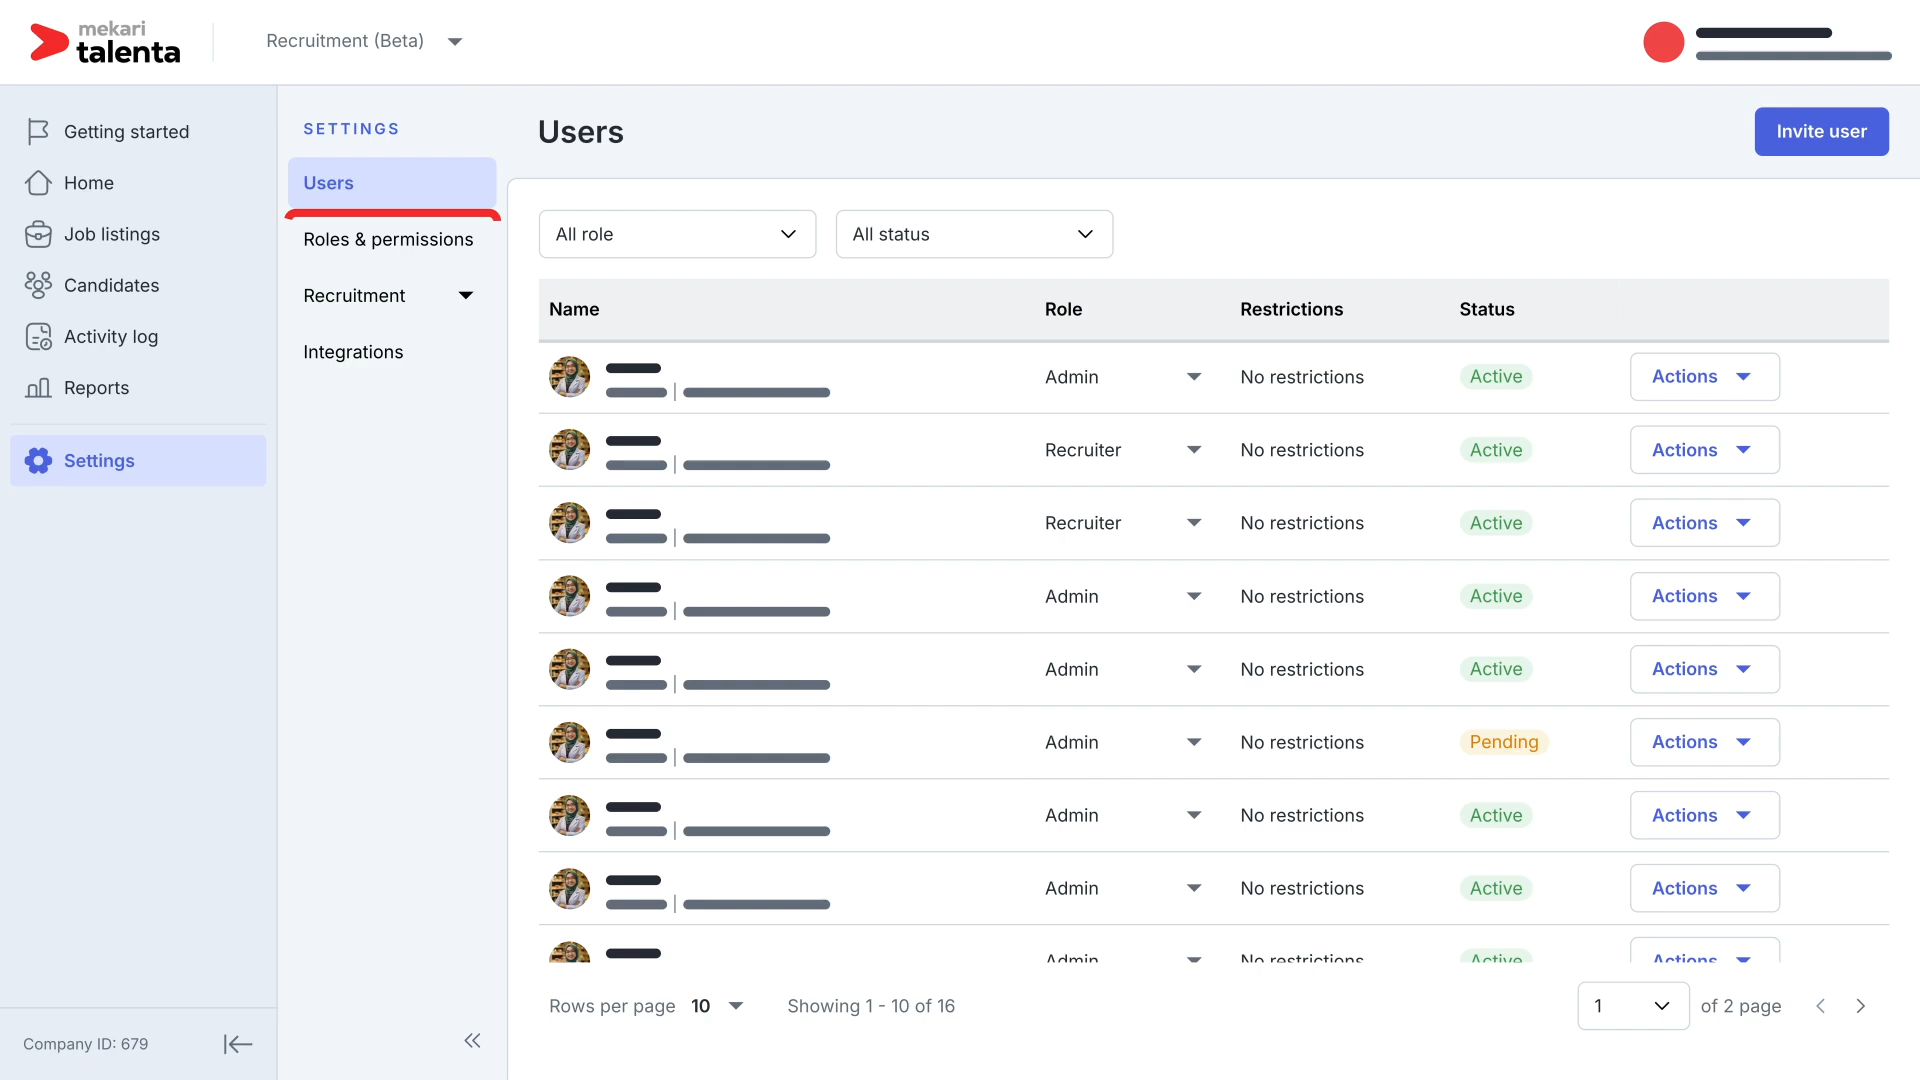 mekari
talenta
Recruitment (Beta)
Getting started
Home
Job listings
Candidates
Activity log
Reports
Settings
Company ID: 679
SETTINGS
Users
Roles & permissions
Recruitment
Integrations
Users
Invite user
All role
All status
Name Role Restrictions Status
Admin No restrictions Active Actions
Recruiter No restrictions Active Actions
Recruiter No restrictions Active Actions
Admin No restrictions Active Actions
Admin No restrictions Active Actions
Admin No restrictions Pending Actions
Admin No restrictions Active Actions
Admin No restrictions Active Actions
Admin No restrictions Active Actions
Rows per page 10 Showing 1 - 10 of 16 1 of 2 page